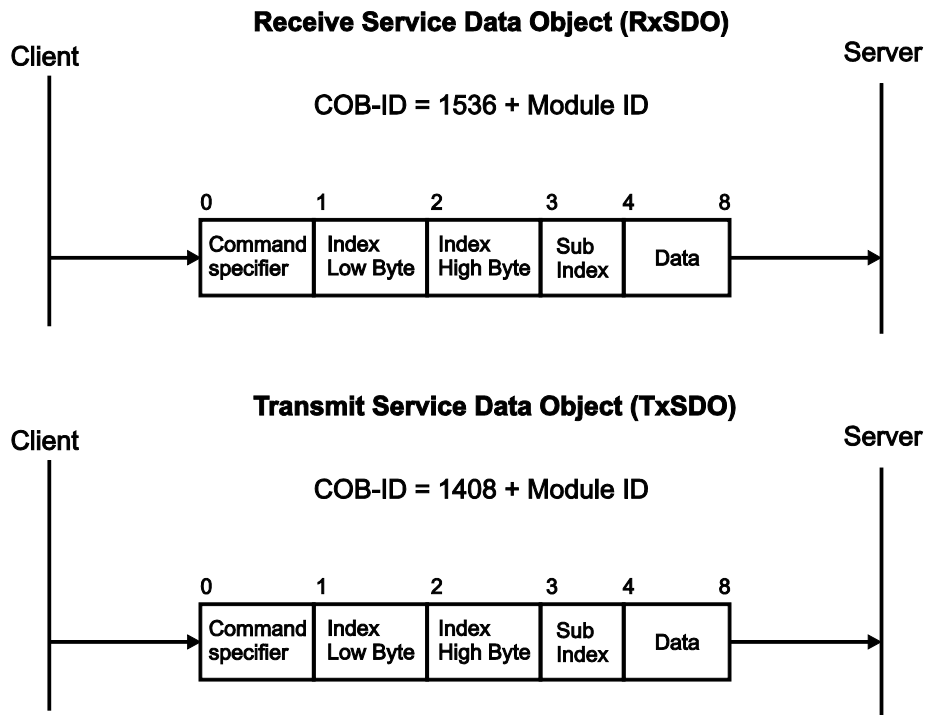 Receive Service Data Object (RxSDO)
Client
Server
COB-ID = 1536 + Module ID
0 1 2 3 4 8
Command specifier
Index Low Byte
Index High Byte
Sub Index
Data
Transmit Service Data Object (TxSDO)
Client
Server
COB-ID = 1408 + Module ID
0 1 2 3 4 8
Command specifier
Index Low Byte
Index High Byte
Sub Index
Data